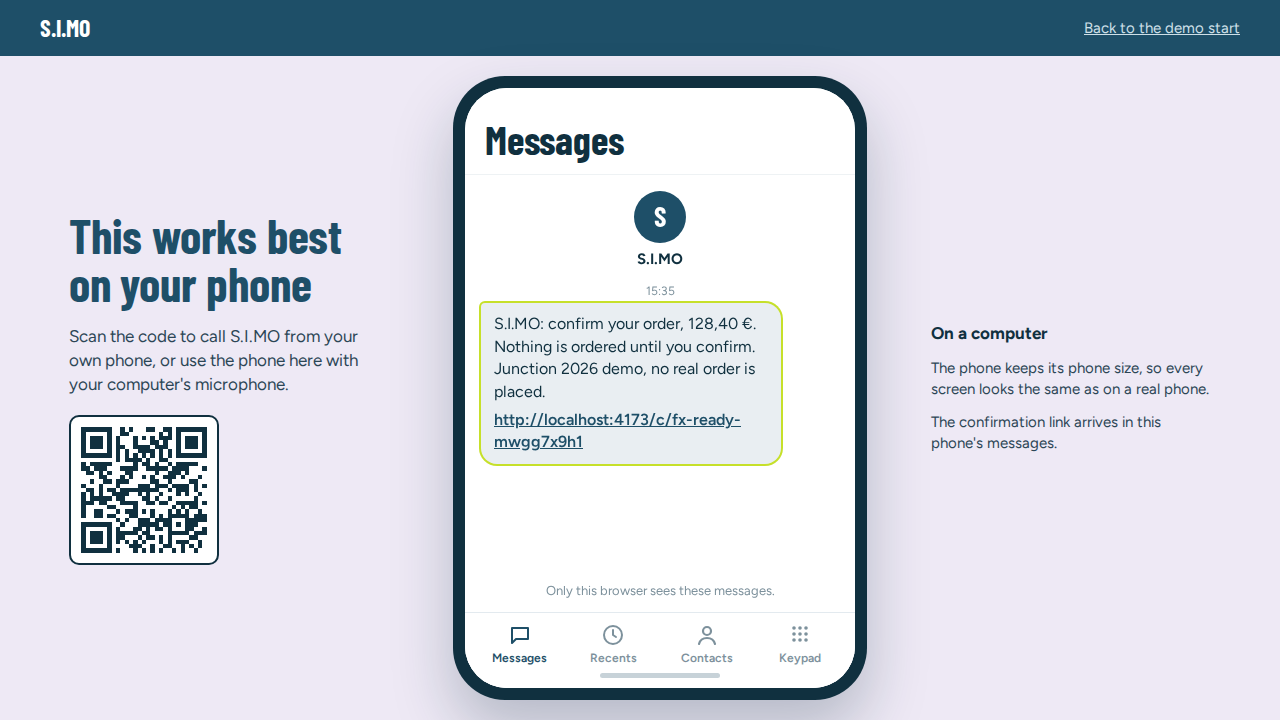 S.I.MO
Back to the demo start
This works best
on your phone
Scan the code to call S.I.MO from your
own phone, or use the phone here with
your computer's microphone.
Messages
S
S.I.MO
15:35
S.I.MO: confirm your order, 128,40 €.
Nothing is ordered until you confirm.
Junction 2026 demo, no real order is
placed.
http://localhost:4173/c/fx-ready-
mwgg7x9h1
Only this browser sees these messages.
Messages
Recents
Contacts
Keypad
On a computer
The phone keeps its phone size, so every
screen looks the same as on a real phone.
The confirmation link arrives in this
phone's messages.